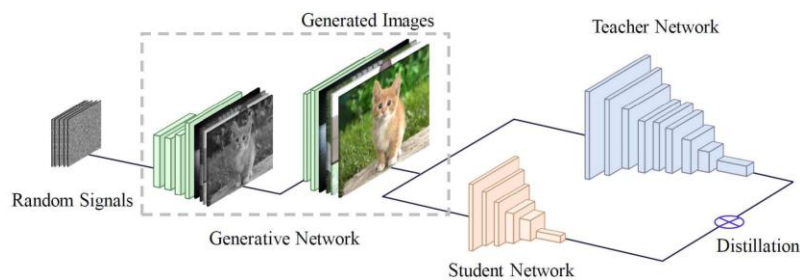 Generated Images
Teacher Network
Random Signals
Generative Network
Student Network
Distillation